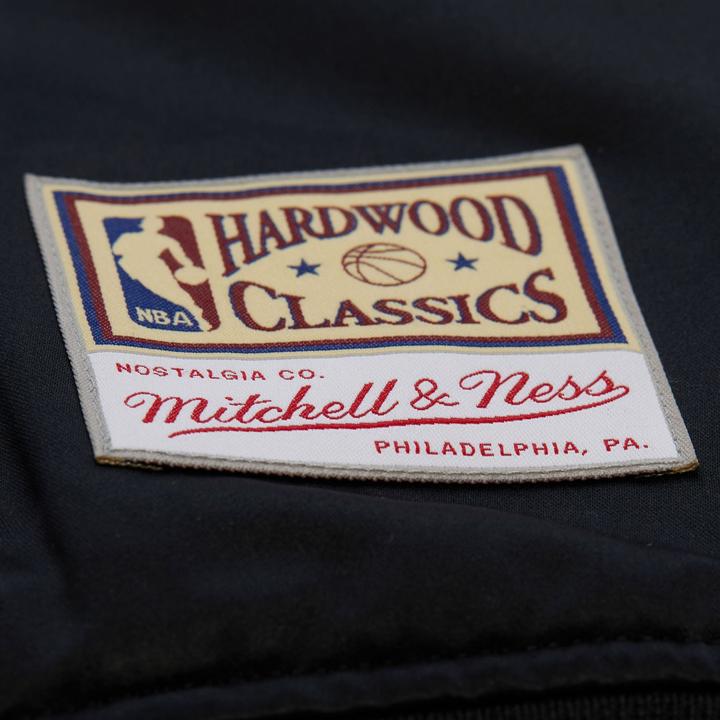 HARDWOOD
CLASSICS
NBA
NOSTALGIA CO.
Mitchell & Ness
PHILADELPHIA, PA.